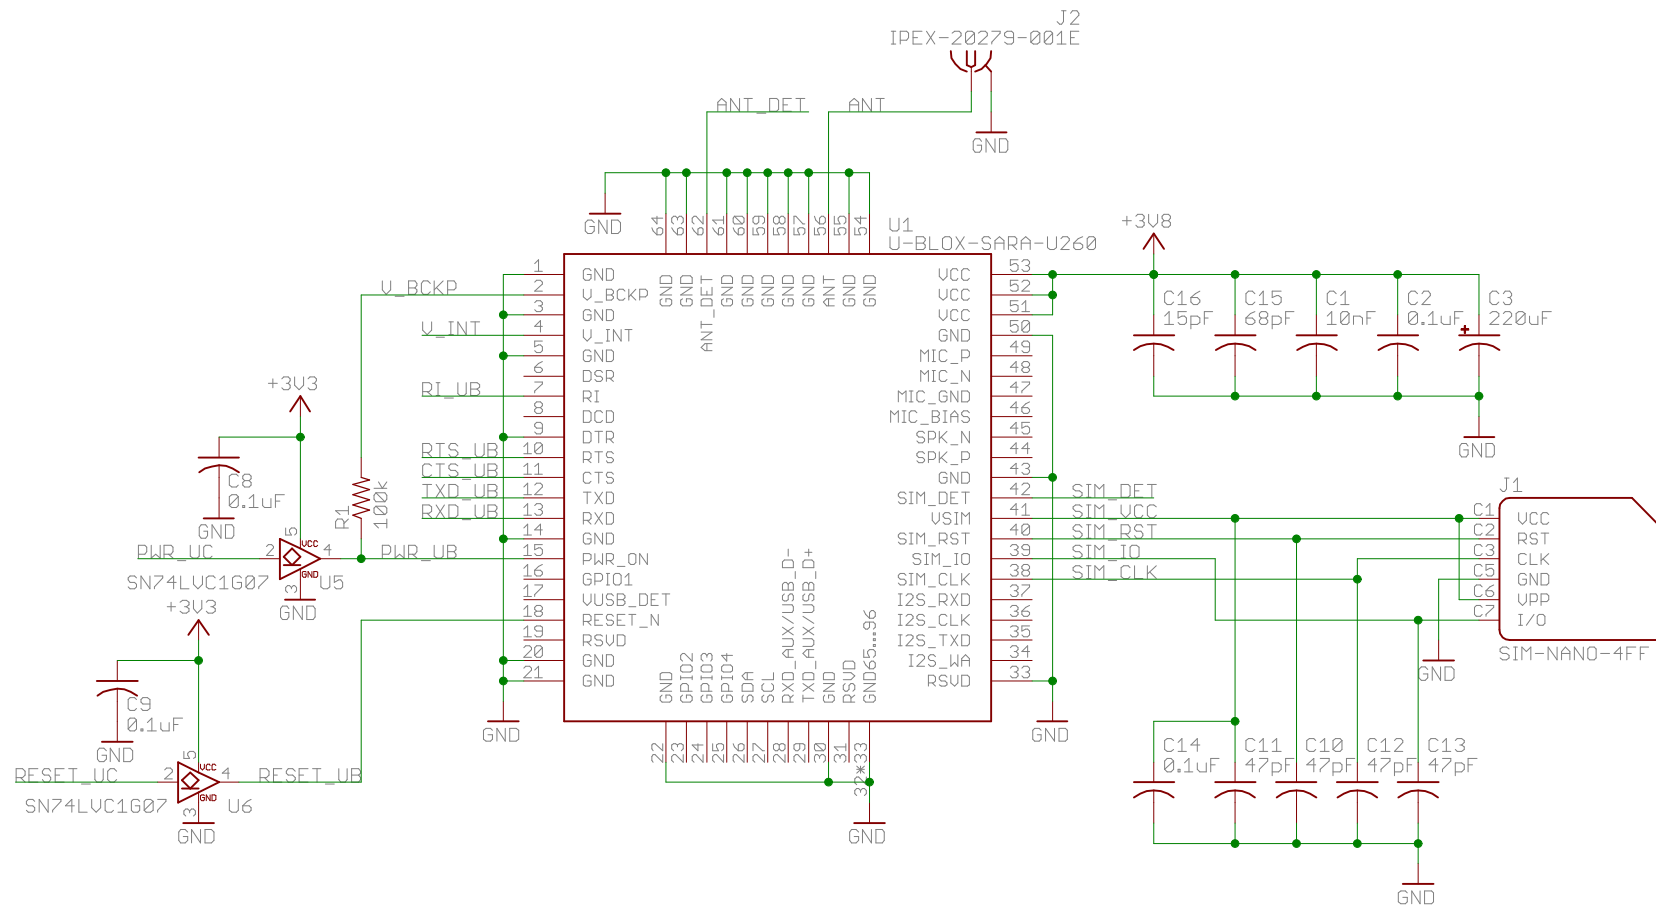 J2
IPEX-20279-001E
ANT_DET
ANT
GND
GND
64
63
62
61
60
59
58
57
56
55
54
U1
U-BLOX-SARA-U260
GND
GND
ANT_DET
GND
GND
GND
GND
GND
ANT
GND
GND
V_BCKP
V_INT
RI_UB
RTS_UB
CTS_UB
TXD_UB
RXD_UB
1 GND
2 V_BCKP
3 GND
4 V_INT
5 GND
6 DSR
7 RI
8 DCD
9 DTR
10 RTS
11 CTS
12 TXD
13 RXD
14 GND
15 PWR_ON
16 GPIO1
17 VUSB_DET
18 RESET_N
19 RSVD
20 GND
21 GND
GND
VCC 53
VCC 52
VCC 51
GND 50
MIC_P 49
MIC_N 48
MIC_GND 47
MIC_BIAS 46
SPK_N 45
SPK_P 44
GND 43
SIM_DET 42
VSIM 41
SIM_RST 40
SIM_IO 39
SIM_CLK 38
I2S_RXD 37
I2S_CLK 36
I2S_TXD 35
I2S_WA 34
RSVD 33
GND
GND
GPIO2
GPIO3
GPIO4
SDA
SCL
RXD_AUX/USB_D-
TXD_AUX/USB_D+
GND
RSVD
GND65...96
22
23
24
25
26
27
28
29
30
31
32*33
GND
+3V8
C16
15pF
C15
68pF
C1
10nF
C2
0.1uF
C3
220uF
GND
SIM_DET
SIM_VCC
SIM_RST
SIM_IO
SIM_CLK
J1
C1 VCC
C2 RST
C3 CLK
C5 GND
C6 VPP
C7 I/O
SIM-NANO-4FF
GND
C14
0.1uF
C11
47pF
C10
47pF
C12
47pF
C13
47pF
GND
+3V3
C8
0.1uF
GND
R1
100k
PWR_UC
2
5
VCC
4
GND
3
PWR_UB
SN74LVC1G07
U5
GND
+3V3
C9
0.1uF
GND
RESET_UC
2
5
VCC
4
GND
3
RESET_UB
SN74LVC1G07
U6
GND